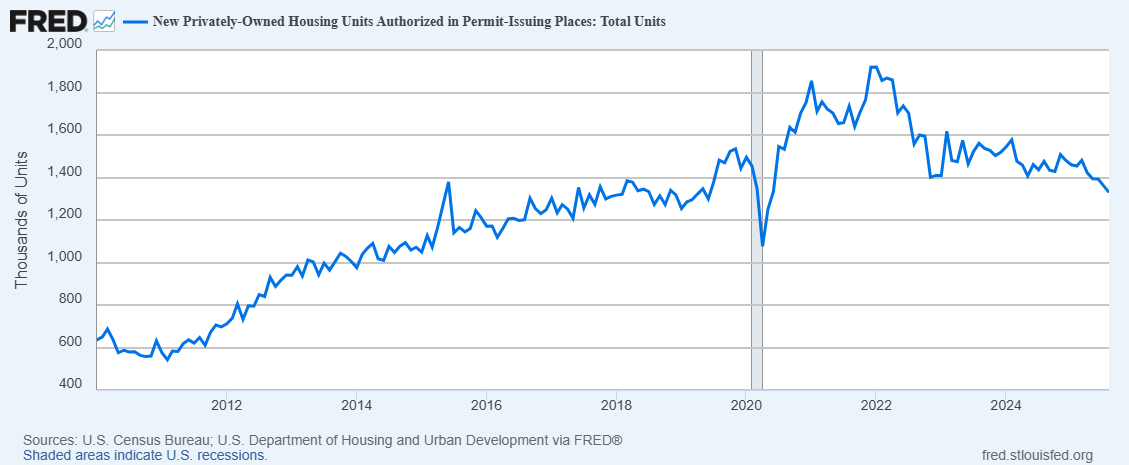 FRED® New Privately-Owned Housing Units Authorized in Permit-Issuing Places: Total Units
2,000
1,800
1,600
1,400
1,200
1,000
800
600
400
Thousands of Units
2012 2014 2016 2018 2020 2022 2024
Sources: U.S. Census Bureau; U.S. Department of Housing and Urban Development via FRED®
Shaded areas indicate U.S. recessions. fred.stlouisfed.org